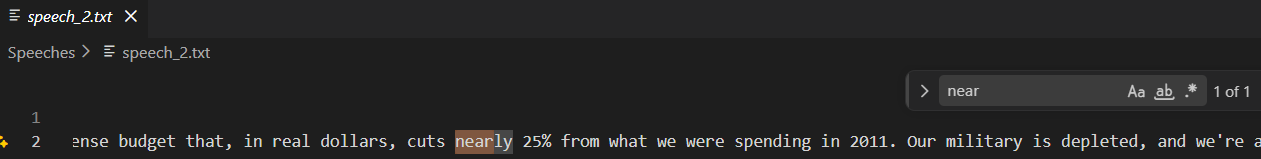 speech_2.txt
Speeches > speech_2.txt
near Aa ab .* 1 of 1
1
2 ense budget that, in real dollars, cuts nearly 25% from what we were spending in 2011. Our military is depleted, and we're a